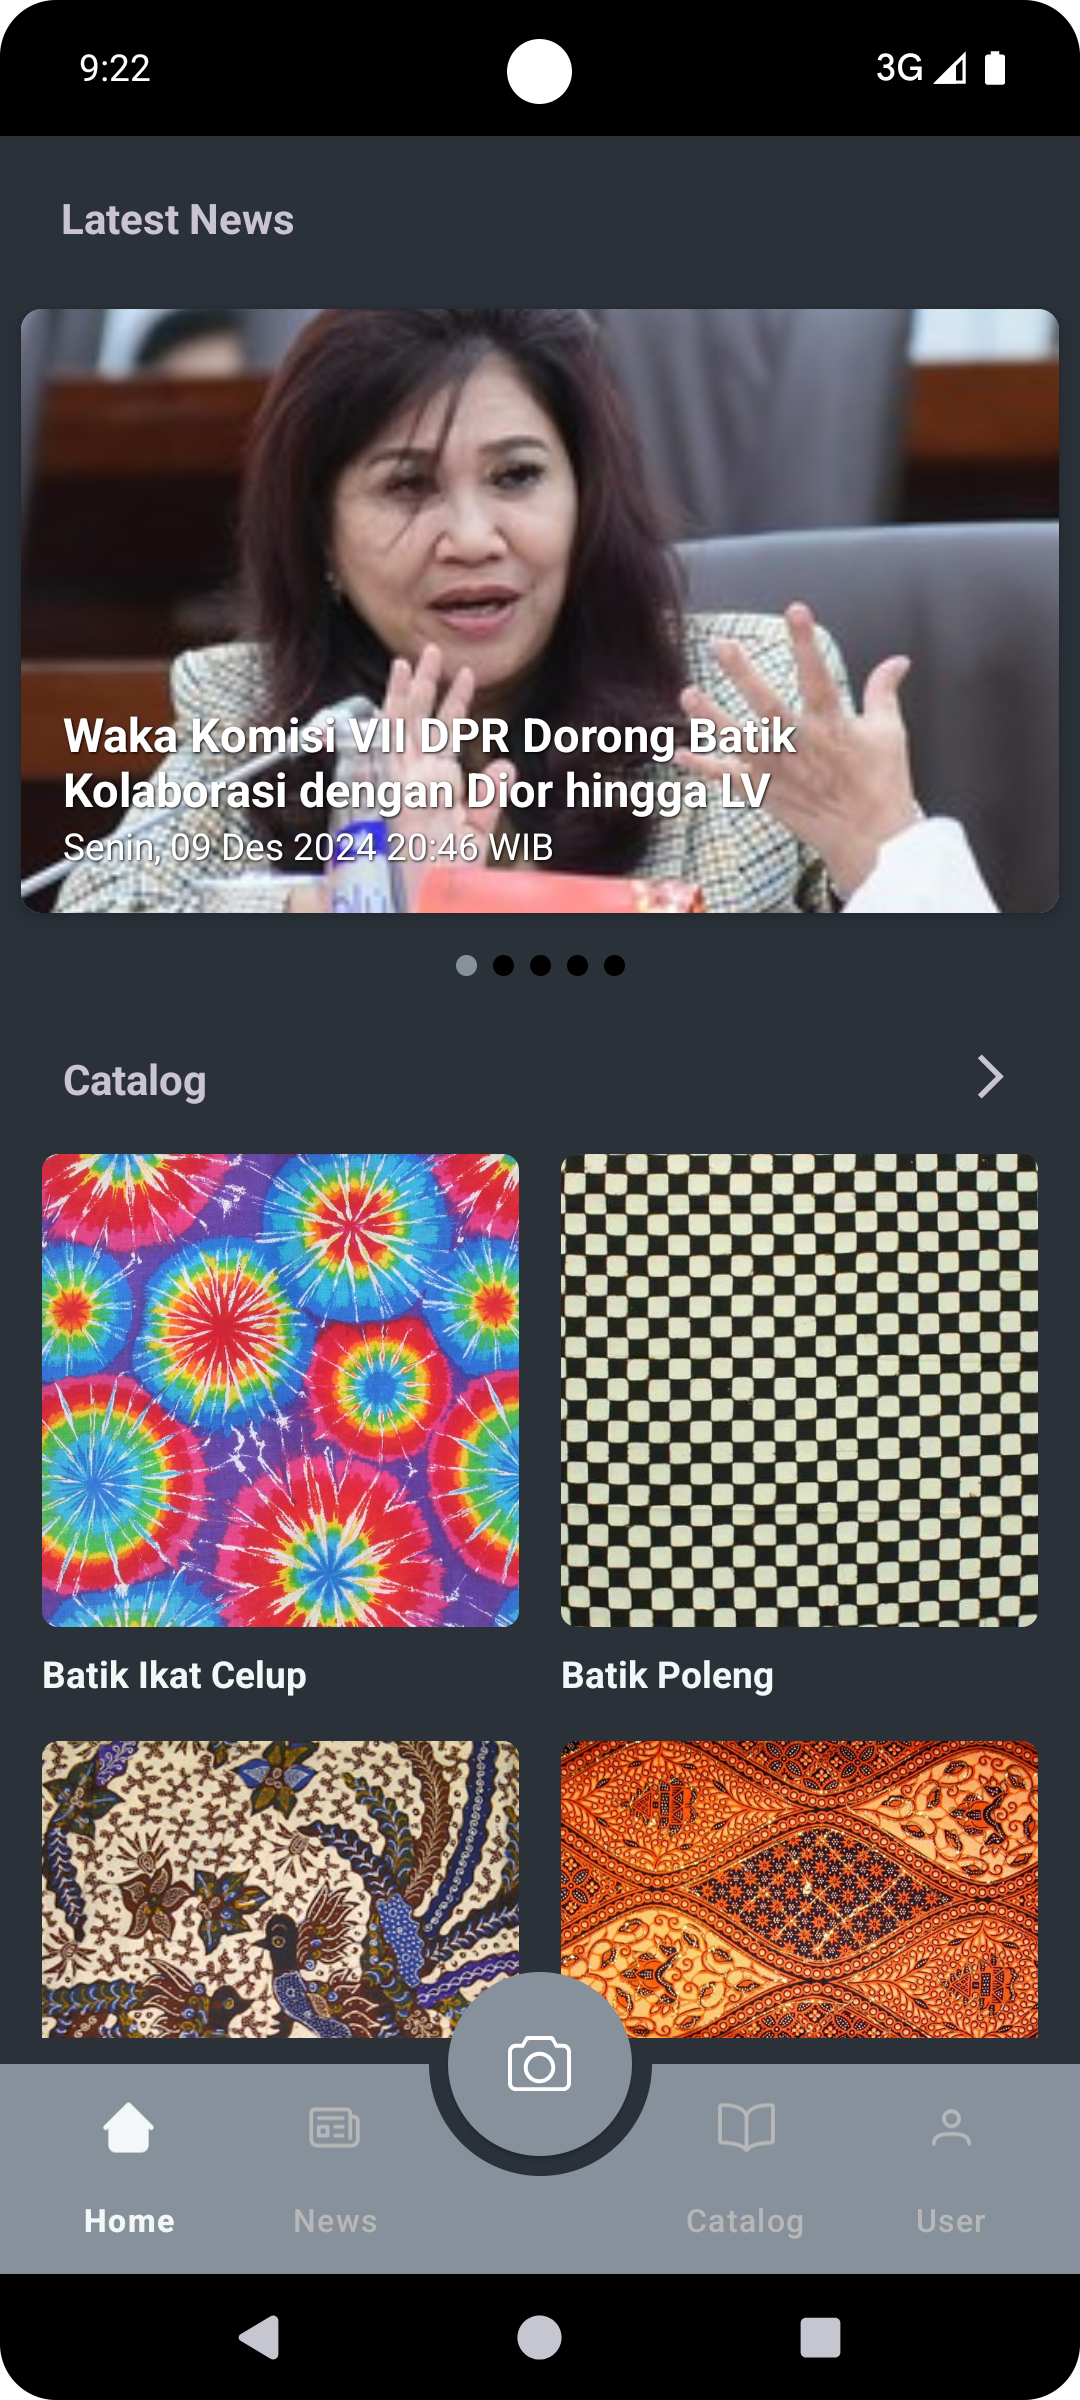 9:22
3G
Latest News
Waka Komisi VII DPR Dorong Batik
Kolaborasi dengan Dior hingga LV
Senin, 09 Des 2024 20:46 WIB
blu
Catalog
Batik Ikat Celup
Batik Poleng
Home
News
Catalog
User